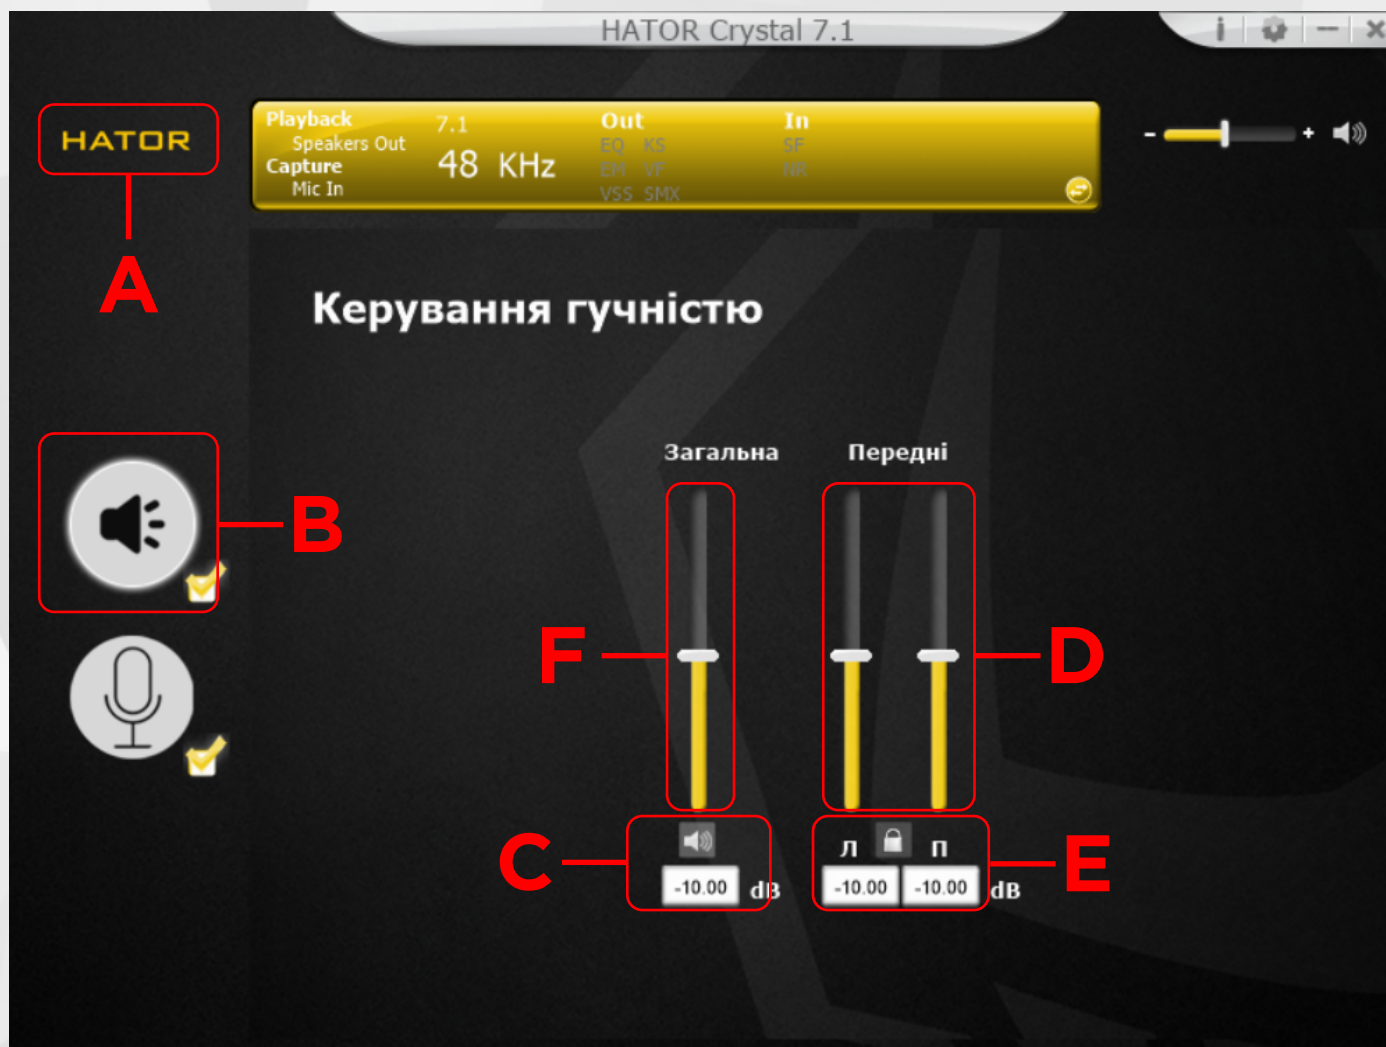 HATOR Crystal 7.1
HATOR
Playback 7.1 Out In
Speakers Out EQ KS SF
Capture 48 KHz EM VF NR
Mic In VSS SMX
A
Керування гучністю
Загальна Передні
B
F D
C E
Л П
-10.00 dB -10.00 -10.00 dB